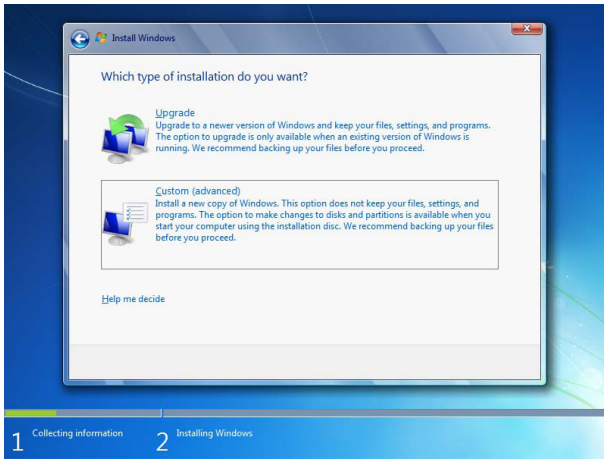 Install Windows
Which type of installation do you want?
Upgrade
Upgrade to a newer version of Windows and keep your files, settings, and programs.
The option to upgrade is only available when an existing version of Windows is
running. We recommend backing up your files before you proceed.
Custom (advanced)
Install a new copy of Windows. This option does not keep your files, settings, and
programs. The option to make changes to disks and partitions is available when you
start your computer using the installation disc. We recommend backing up your files
before you proceed.
Help me decide
1 Collecting information
2 Installing Windows